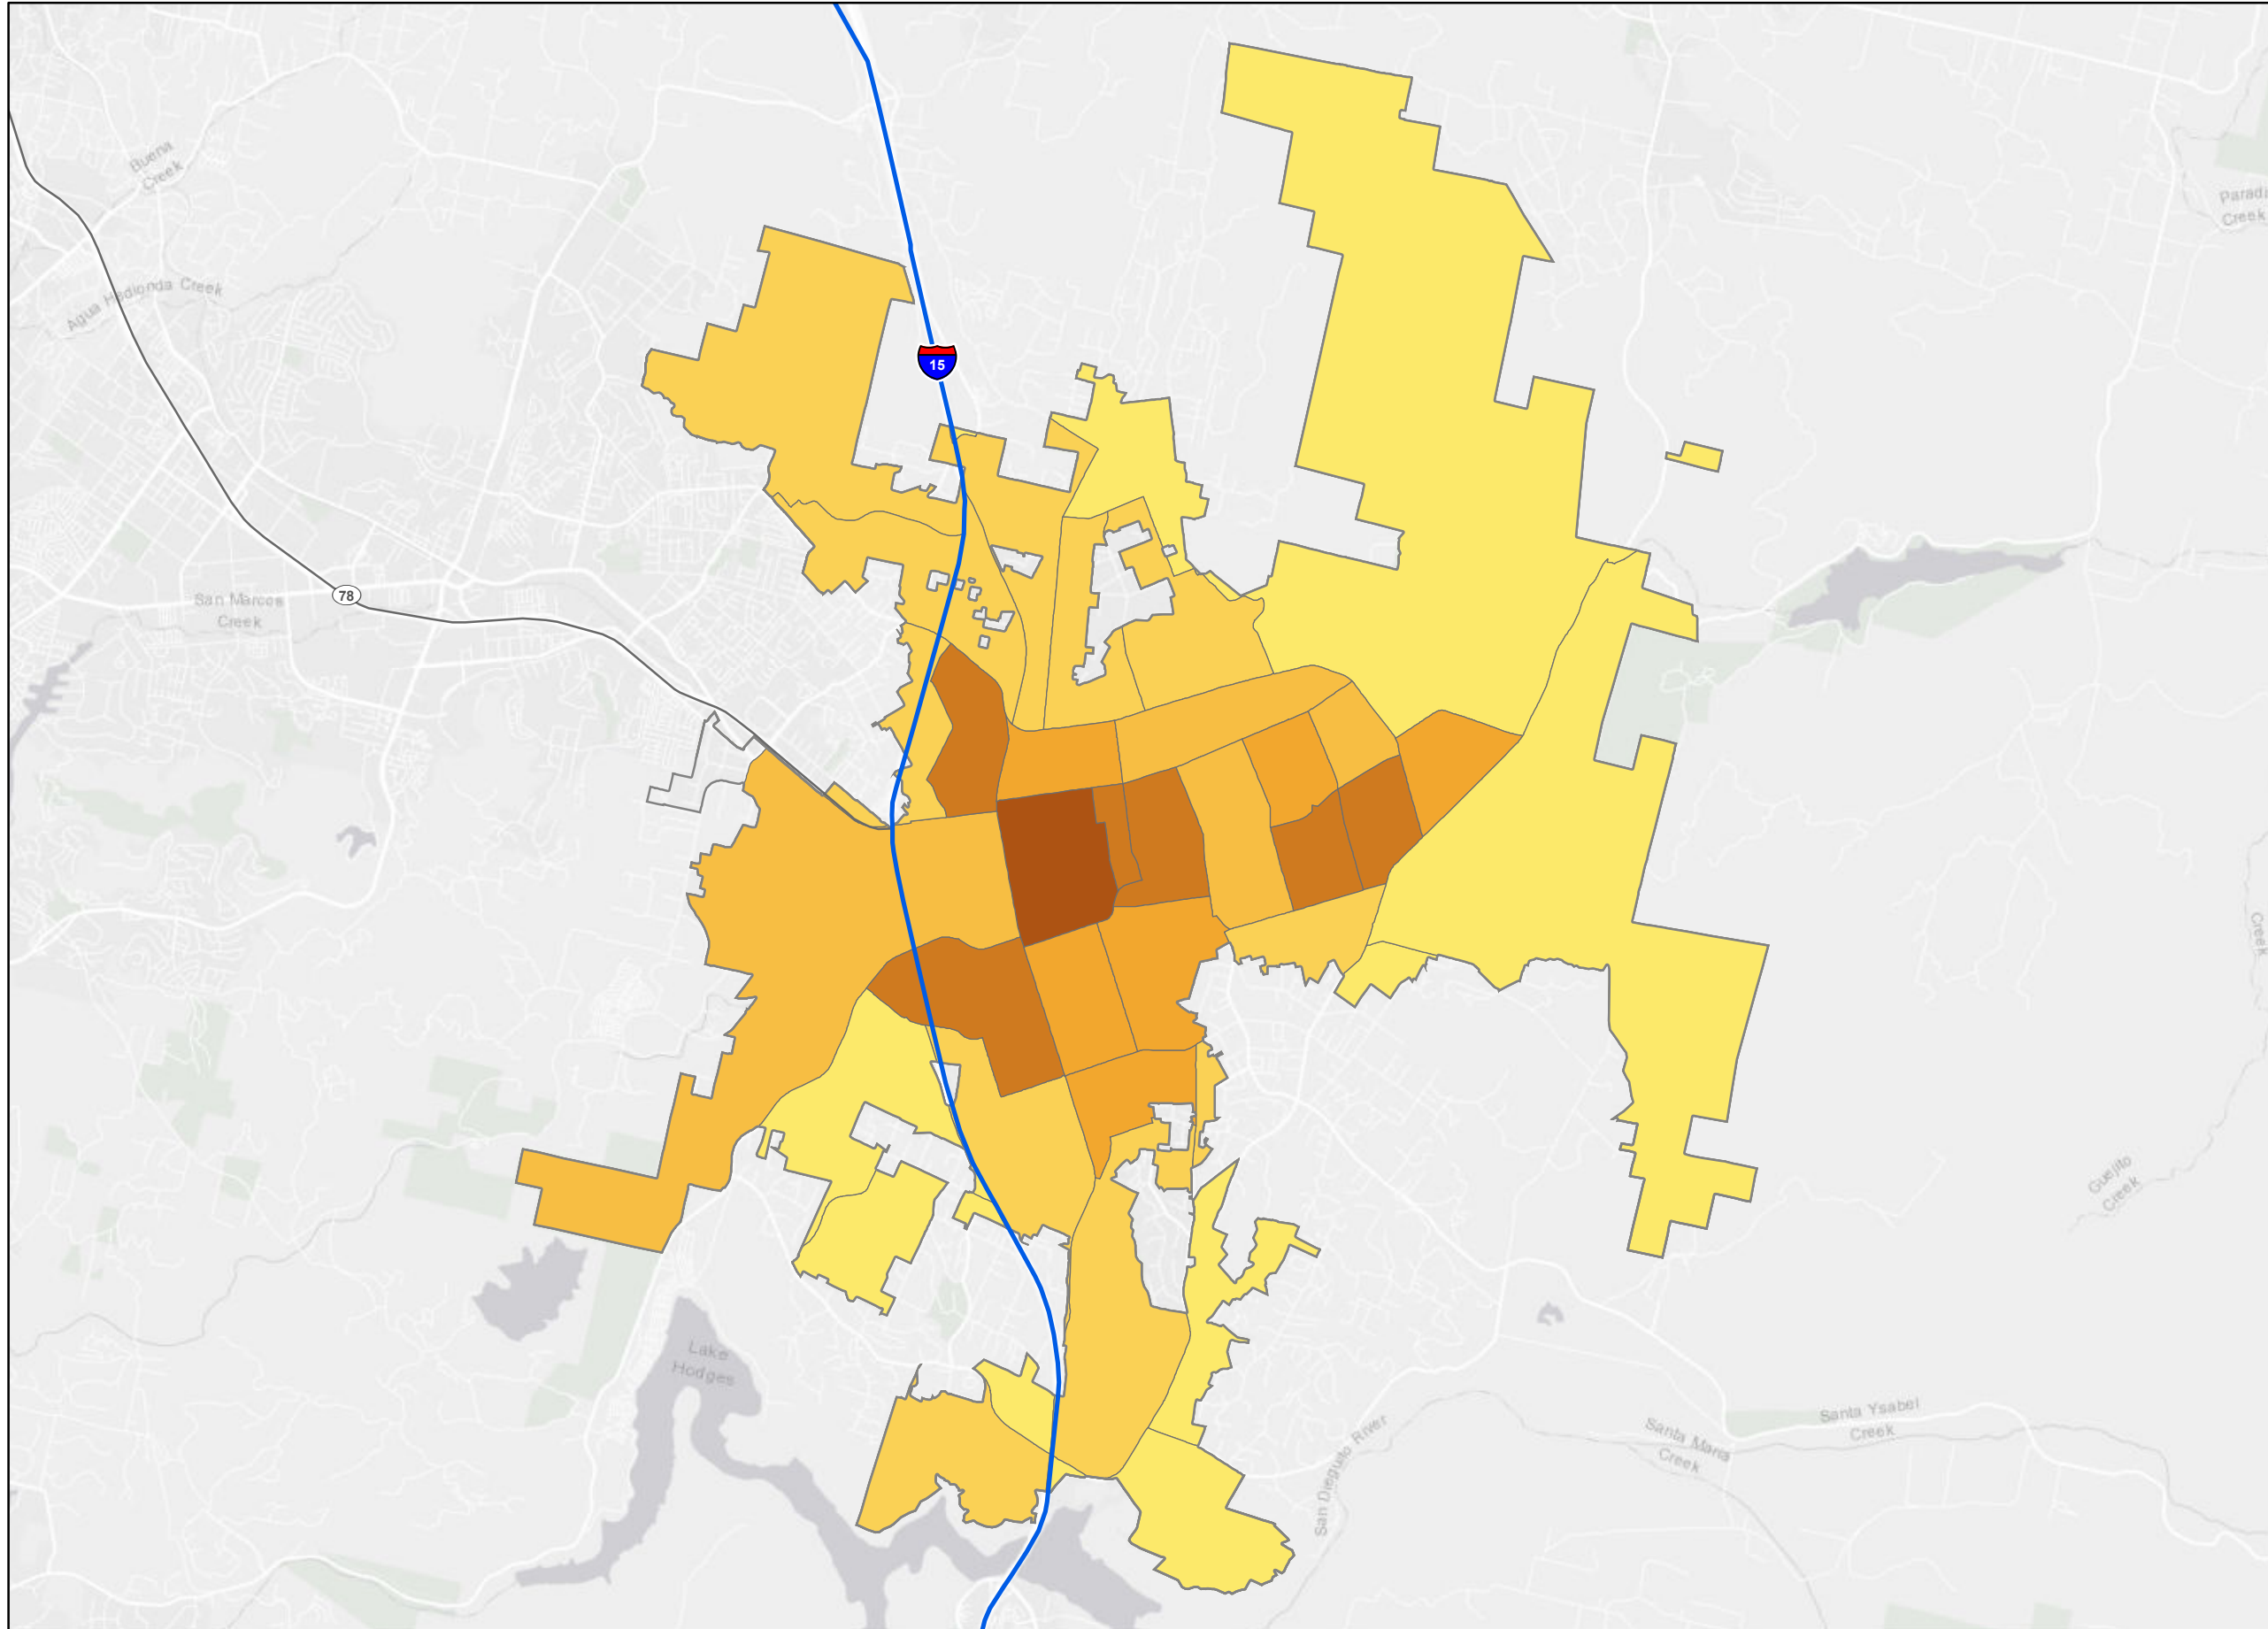 Buena
Creek
Paradi
Creek
Agua Hedionda Creek
15
San Marcos
Creek
78
Creek
Guejito
Creek
Lake
Hodges
San Dieguito River
Santa Maria
Creek
Santa Ysabel
Creek